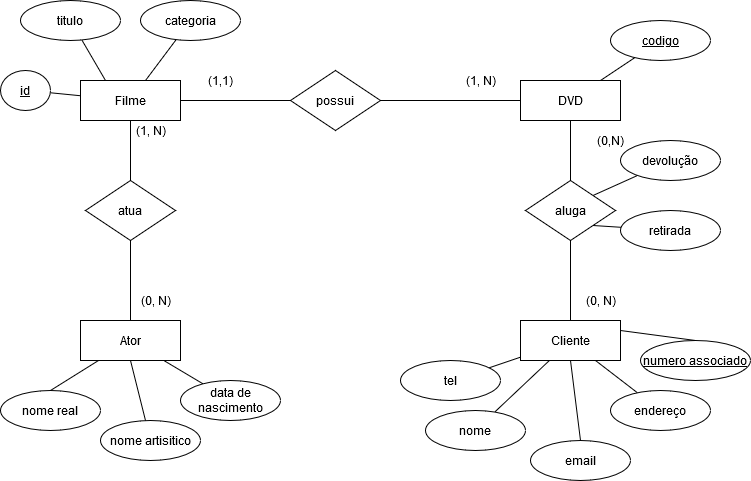 titulo
categoria
codigo
id
Filme
(1,1)
possui
(1, N)
DVD
(1, N)
(0,N)
devolução
atua
aluga
retirada
(0, N)
(0, N)
Ator
Cliente
numero associado
tel
data de
nascimento
nome real
endereço
nome artisitico
nome
email